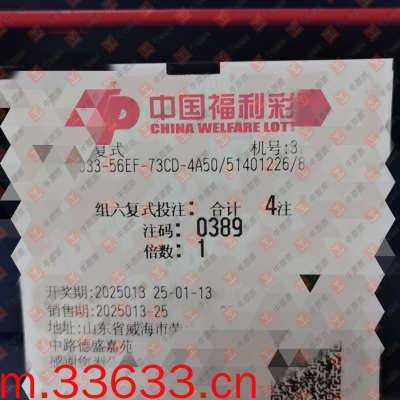 中国福利彩
CHINA WELFARE LOT
复式 机号:3
033-56EF-73CD-4A50/51401226/8
组六复式投注: 合计 4注
注码: 0389
倍数: 1
开奖期:2025013 25-01-13
销售期:2025013-25
地址:山东省威海市
中路德盛嘉苑
m.33633.cn